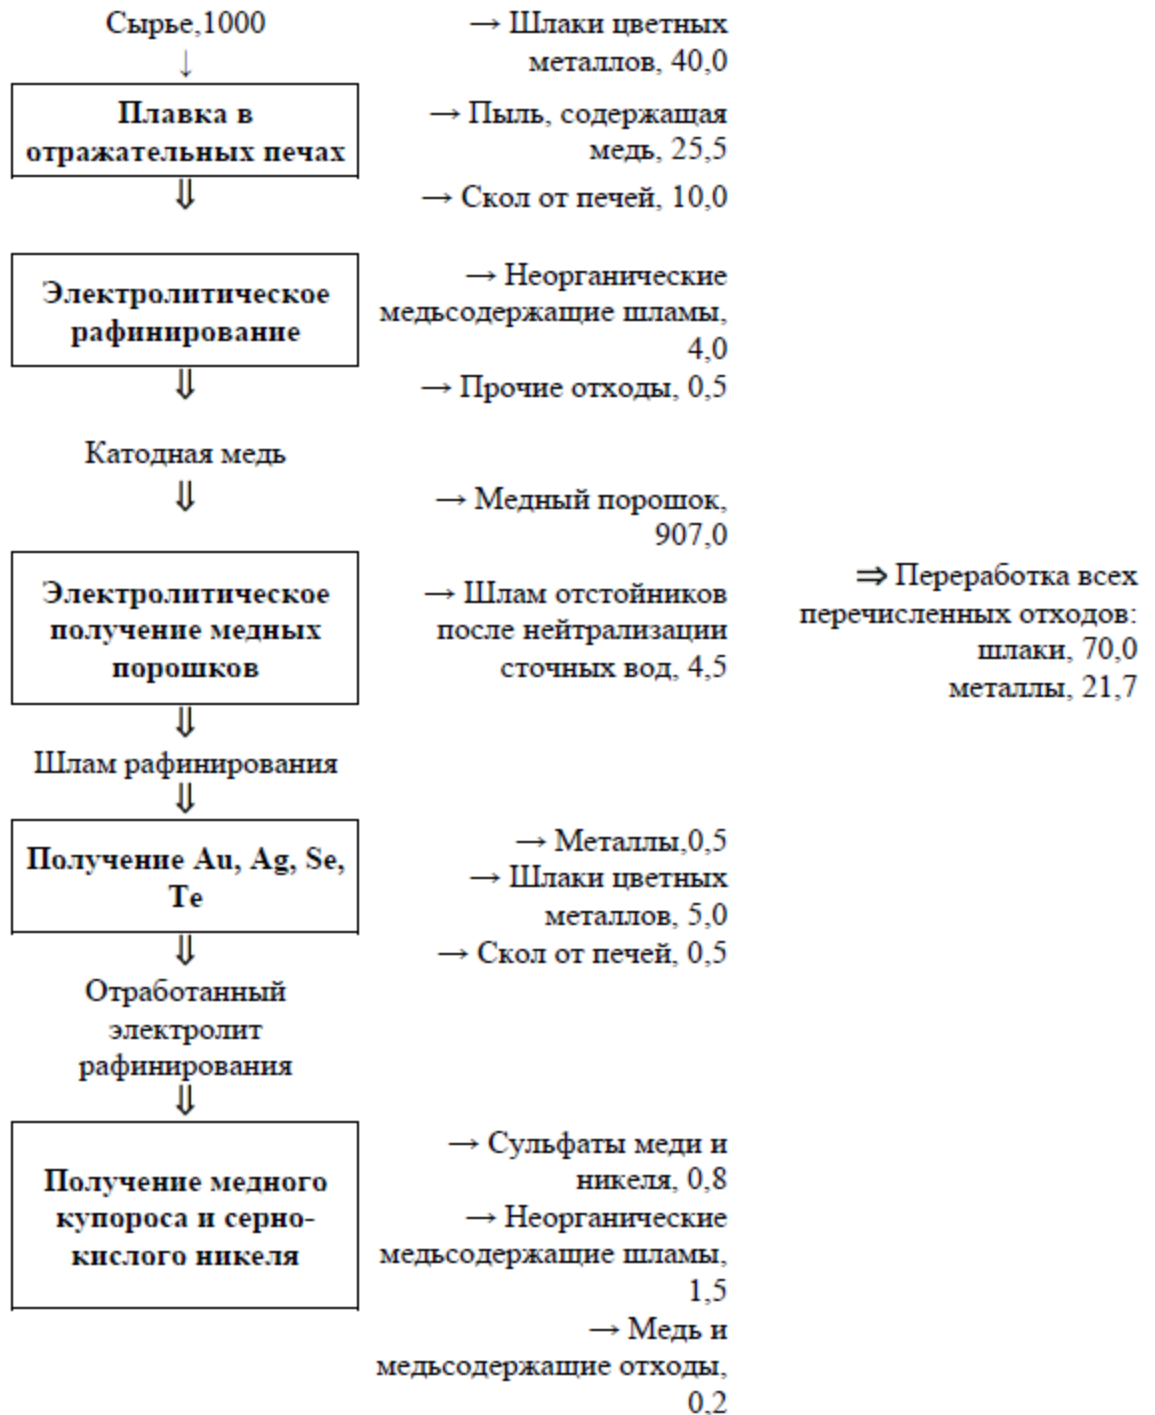 Сырье,1000
↓
Плавка в
отражательных печах
⇓
→ Шлаки цветных
металлов, 40,0
→ Пыль, содержащая
медь, 25,5
→ Скол от печей, 10,0
Электролитическое
рафинирование
⇓
→ Неорганические
медьсодержащие шламы,
4,0
→ Прочие отходы, 0,5
Катодная медь
⇓
Электролитическое
получение медных
порошков
⇓
→ Медный порошок,
907,0
→ Шлам отстойников
после нейтрализации
сточных вод, 4,5
⇒ Переработка всех
перечисленных отходов:
шлаки, 70,0
металлы, 21,7
Шлам рафинирования
⇓
Получение Au, Ag, Se,
Te
⇓
→ Металлы,0,5
→ Шлаки цветных
металлов, 5,0
→ Скол от печей, 0,5
Отработанный
электролит
рафинирования
⇓
Получение медного
купороса и серно-
кислого никеля
→ Сульфаты меди и
никеля, 0,8
→ Неорганические
медьсодержащие шламы,
1,5
→ Медь и
медьсодержащие отходы,
0,2